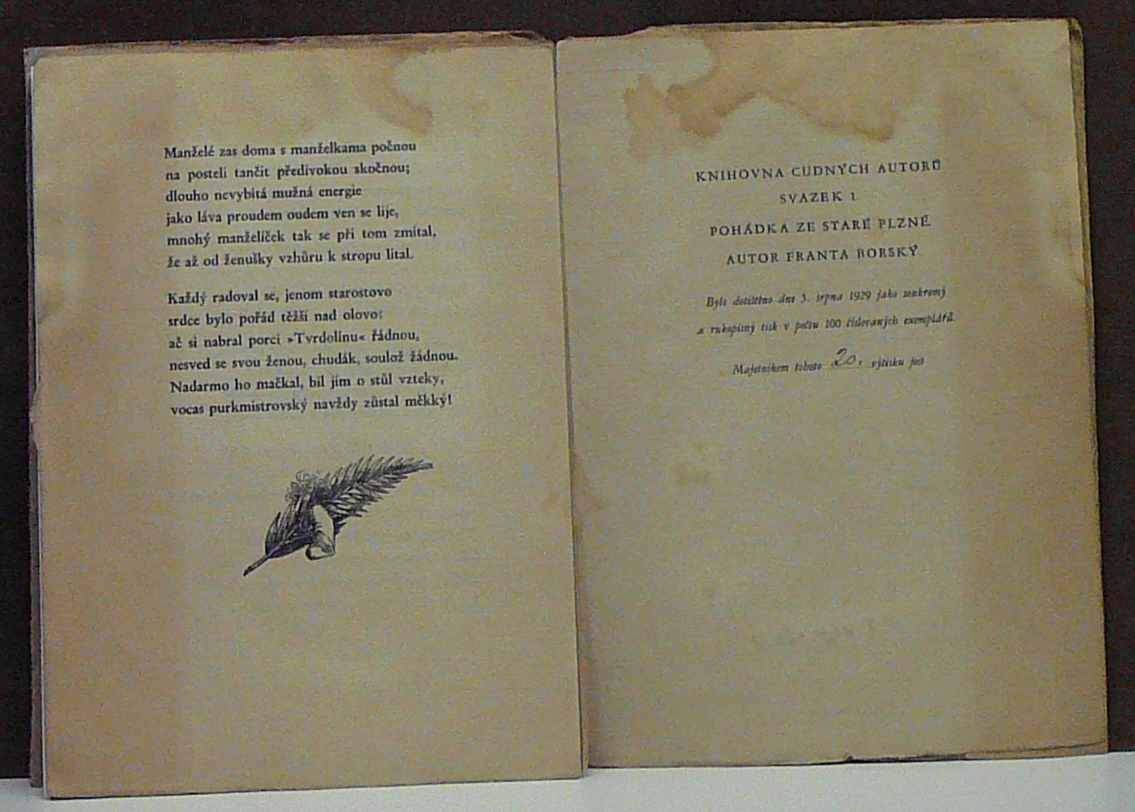 Manželé zas doma s manželkama počnou
na posteli tančit předivokou skočnou;
dlouho nevybitá mužná energie
jako láva proudem oudem ven se lije,
mnohý manželíček tak se při tom zmítal,
že až od ženušky vzhůru k stropu lítal.
Každý radoval se, jenom starostovo
srdce bylo pořád těžší nad olovo:
ač si nabral porci »Tvrdolínu« řádnou,
nesved se svou ženou, chudák, soulož žádnou.
Nadarmo ho mačkal, bil jím o stůl vzteky,
vocas purkmistrovský navždy zůstal měkký!
KNIHOVNA CUDNÝCH AUTORŮ
SVAZEK 1
POHÁDKA ZE STARÉ PLZNĚ
AUTOR FRANTA BORSKÝ
Bylo dotištěno dne 3. srpna 1929 jako soukromý
a rukopisný tisk v počtu 100 číslovaných exemplářů.
Majetníkem tohoto 20. výtisku jest